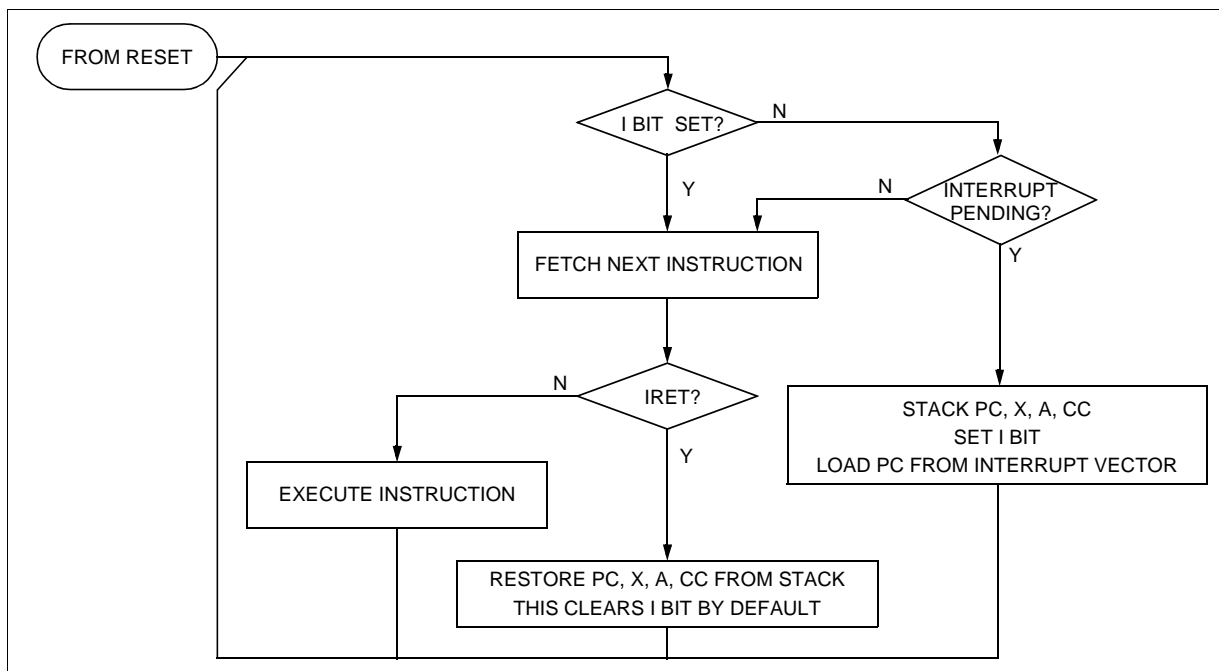 FROM RESET
I BIT SET?
N
Y
N
INTERRUPT
PENDING?
Y
FETCH NEXT INSTRUCTION
N
IRET?
Y
STACK PC, X, A, CC
SET I BIT
LOAD PC FROM INTERRUPT VECTOR
EXECUTE INSTRUCTION
RESTORE PC, X, A, CC FROM STACK
THIS CLEARS I BIT BY DEFAULT